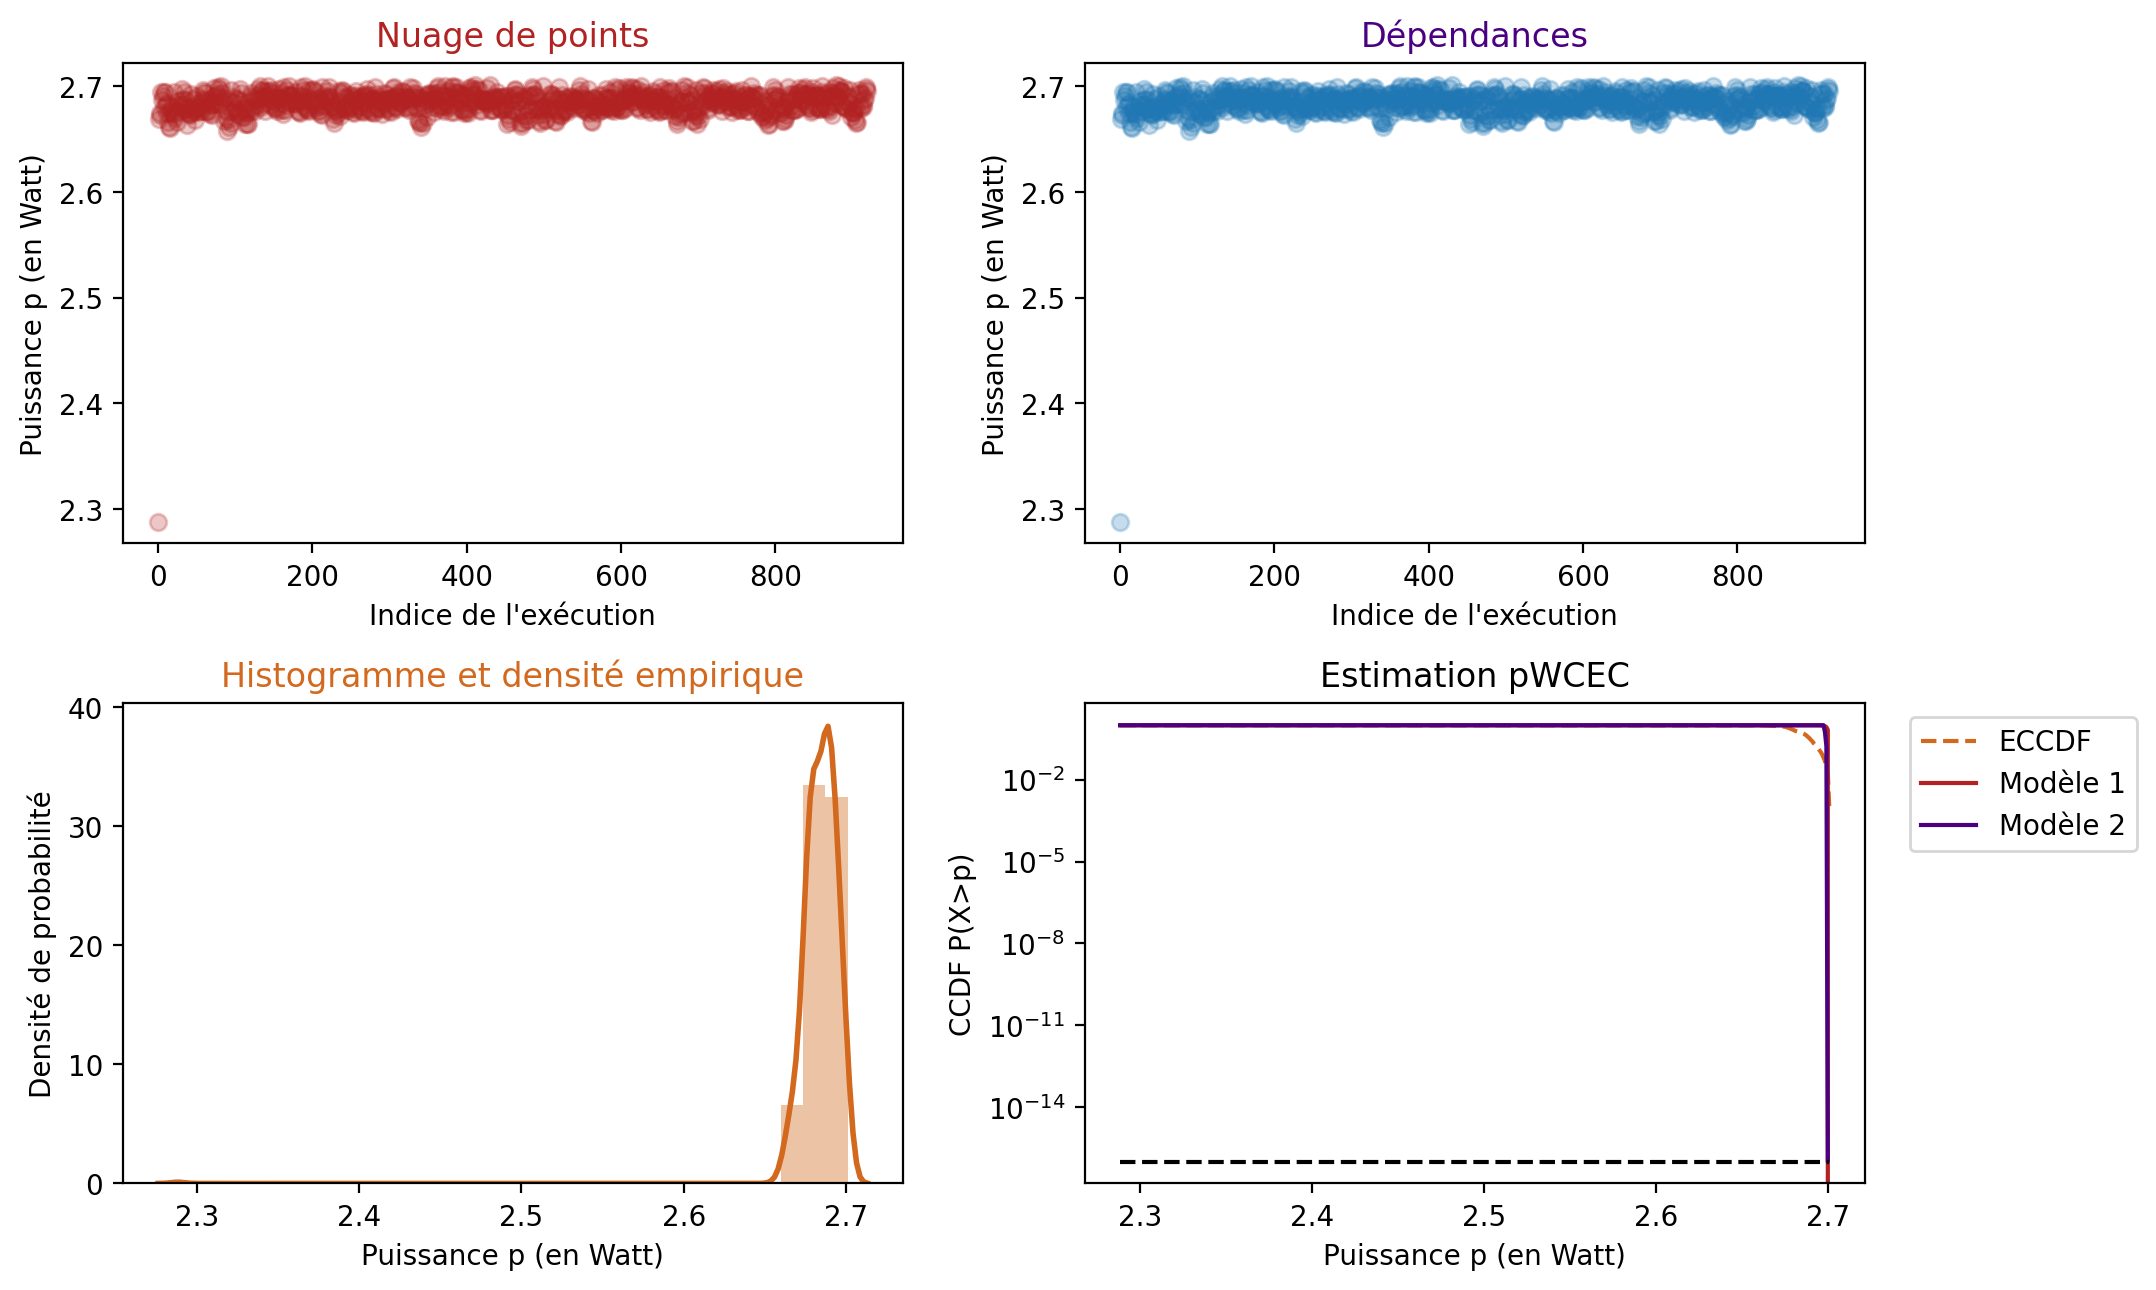 Nuage de points
2.7
2.6
2.5
2.4
2.3
Puissance p (en Watt)
0 200 400 600 800
Indice de l'exécution
Dépendances
2.7
2.6
2.5
2.4
2.3
Puissance p (en Watt)
0 200 400 600 800
Indice de l'exécution
Histogramme et densité empirique
40
30
20
10
0
Densité de probabilité
2.3 2.4 2.5 2.6 2.7
Puissance p (en Watt)
Estimation pWCEC
10⁻²
10⁻⁵
10⁻⁸
10⁻¹¹
10⁻¹⁴
CCDF P(X>p)
2.3 2.4 2.5 2.6 2.7
Puissance p (en Watt)
ECCDF
Modèle 1
Modèle 2